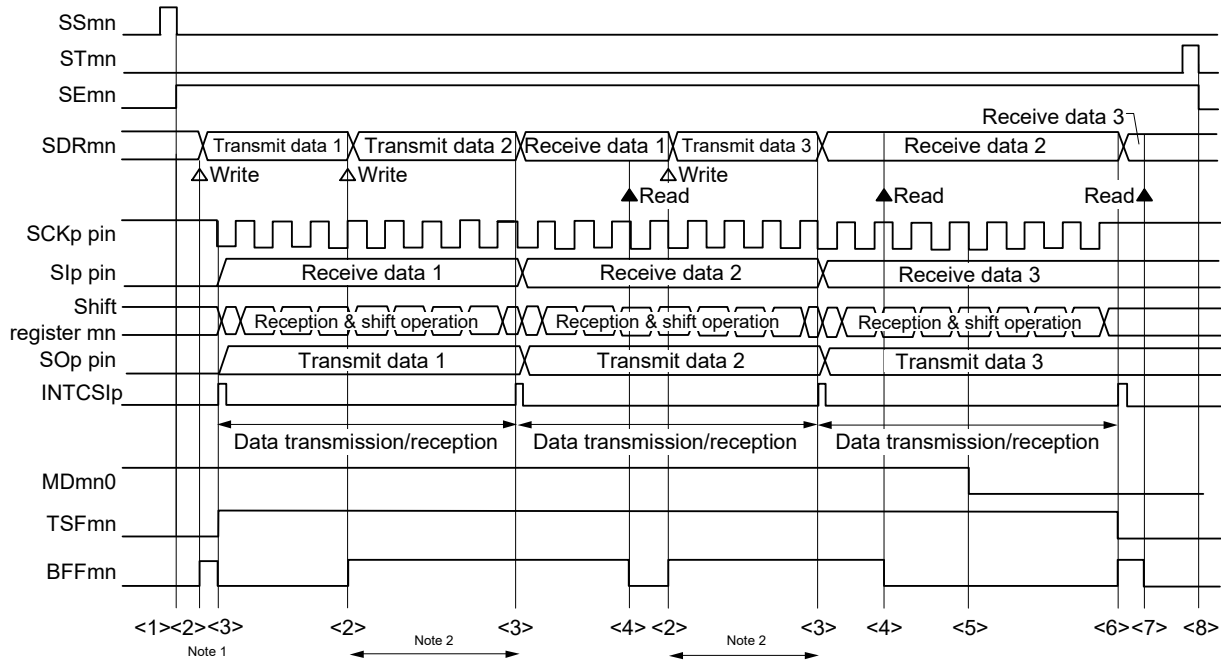 SSmn
STmn
SEmn
Receive data 3
SDRmn Transmit data 1 Transmit data 2 Receive data 1 Transmit data 3 Receive data 2
Write Write Write
Read Read Read
SCKp pin
SIp pin Receive data 1 Receive data 2 Receive data 3
Shift
register mn Reception & shift operation Reception & shift operation Reception & shift operation
SOp pin Transmit data 1 Transmit data 2 Transmit data 3
INTCSIp
Data transmission/reception Data transmission/reception Data transmission/reception
MDmn0
TSFmn
BFFmn
<1> <2> <3> <2> <3> <4> <2> <3> <4> <5> <6> <7> <8>
Note 1 Note 2 Note 2